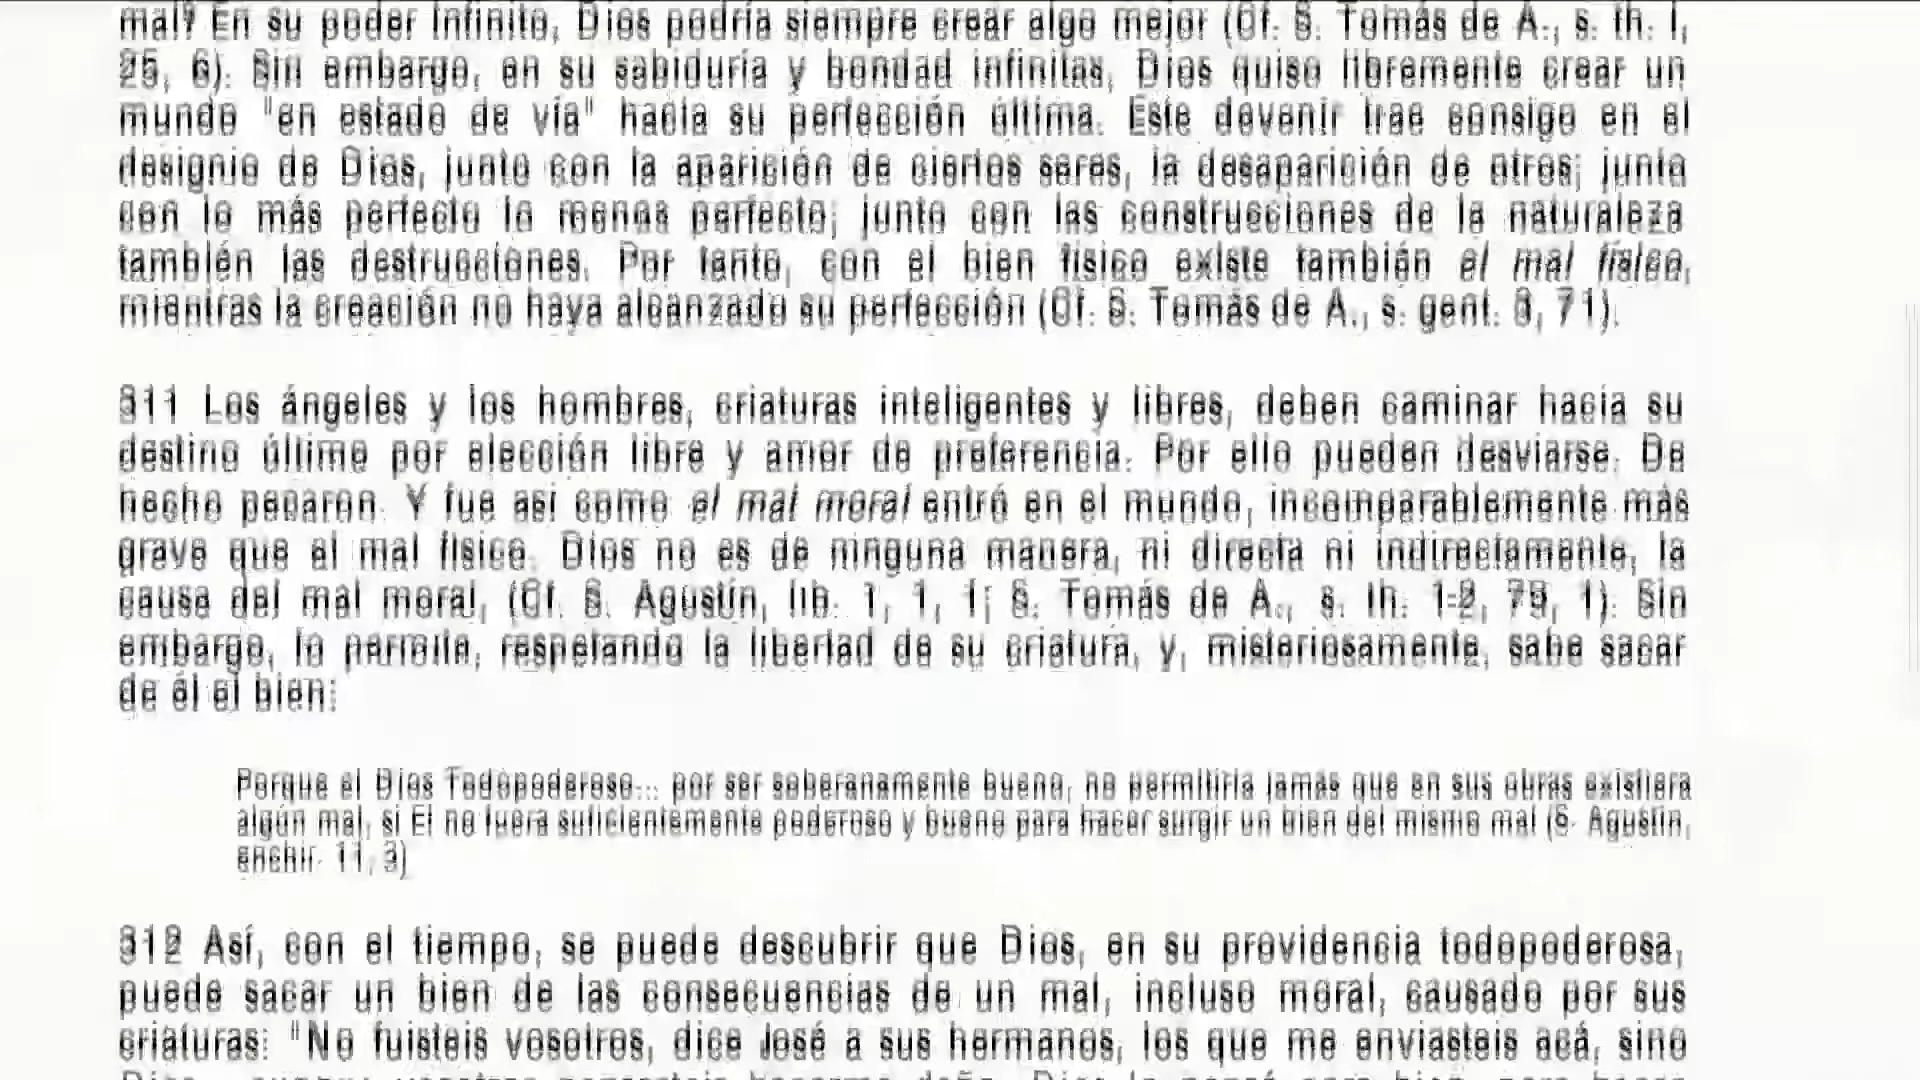 mal? En su poder Infinito, Dios podría siempre crear algo mejor (Cf. S. Tomás de A., s. th. I,
25, 6). Sin embargo, en su sabiduría y bondad infinitas, Dios quiso libremente crear un
mundo "en estado de vía" hacia su perfección última. Este devenir trae consigo en el
designio de Dios, junto con la aparición de ciertos seres, la desaparición de otros; junto
con lo más perfecto lo menos perfecto; junto con las construcciones de la naturaleza
también las destrucciones. Por tanto, con el bien físico existe también el mal físico,
mientras la creación no haya alcanzado su perfección (Cf. S. Tomás de A., s. gent. 3, 71).
311 Los ángeles y los hombres, criaturas inteligentes y libres, deben caminar hacia su
destino último por elección libre y amor de preferencia. Por ello pueden desviarse. De
hecho pecaron. Y fue así como el mal moral entró en el mundo, incomparablemente más
grave que el mal físico. Dios no es de ninguna manera, ni directa ni indirectamente, la
causa del mal moral, (Cf. S. Agustín, lib. 1, 1, 1; S. Tomás de A., s. th. 1-2, 79, 1). Sin
embargo, lo permite, respetando la libertad de su criatura, y, misteriosamente, sabe sacar
de él el bien:
Porque el Dios Todopoderoso... por ser soberanamente bueno, no permitiría jamás que en sus obras existiera
algún mal, si El no fuera suficientemente poderoso y bueno para hacer surgir un bien del mismo mal (S. Agustín,
enchir. 11, 3)
312 Así, con el tiempo, se puede descubrir que Dios, en su providencia todopoderosa,
puede sacar un bien de las consecuencias de un mal, incluso moral, causado por sus
criaturas: "No fuisteis vosotros, dice José a sus hermanos, los que me enviasteis acá, sino